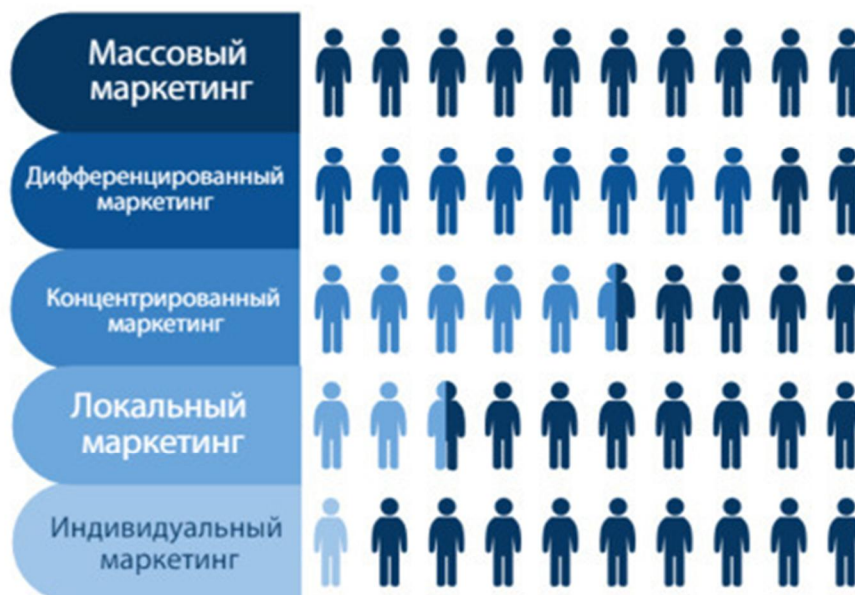 Массовый
маркетинг
Дифференцированный
маркетинг
Концентрированный
маркетинг
Локальный
маркетинг
Индивидуальный
маркетинг